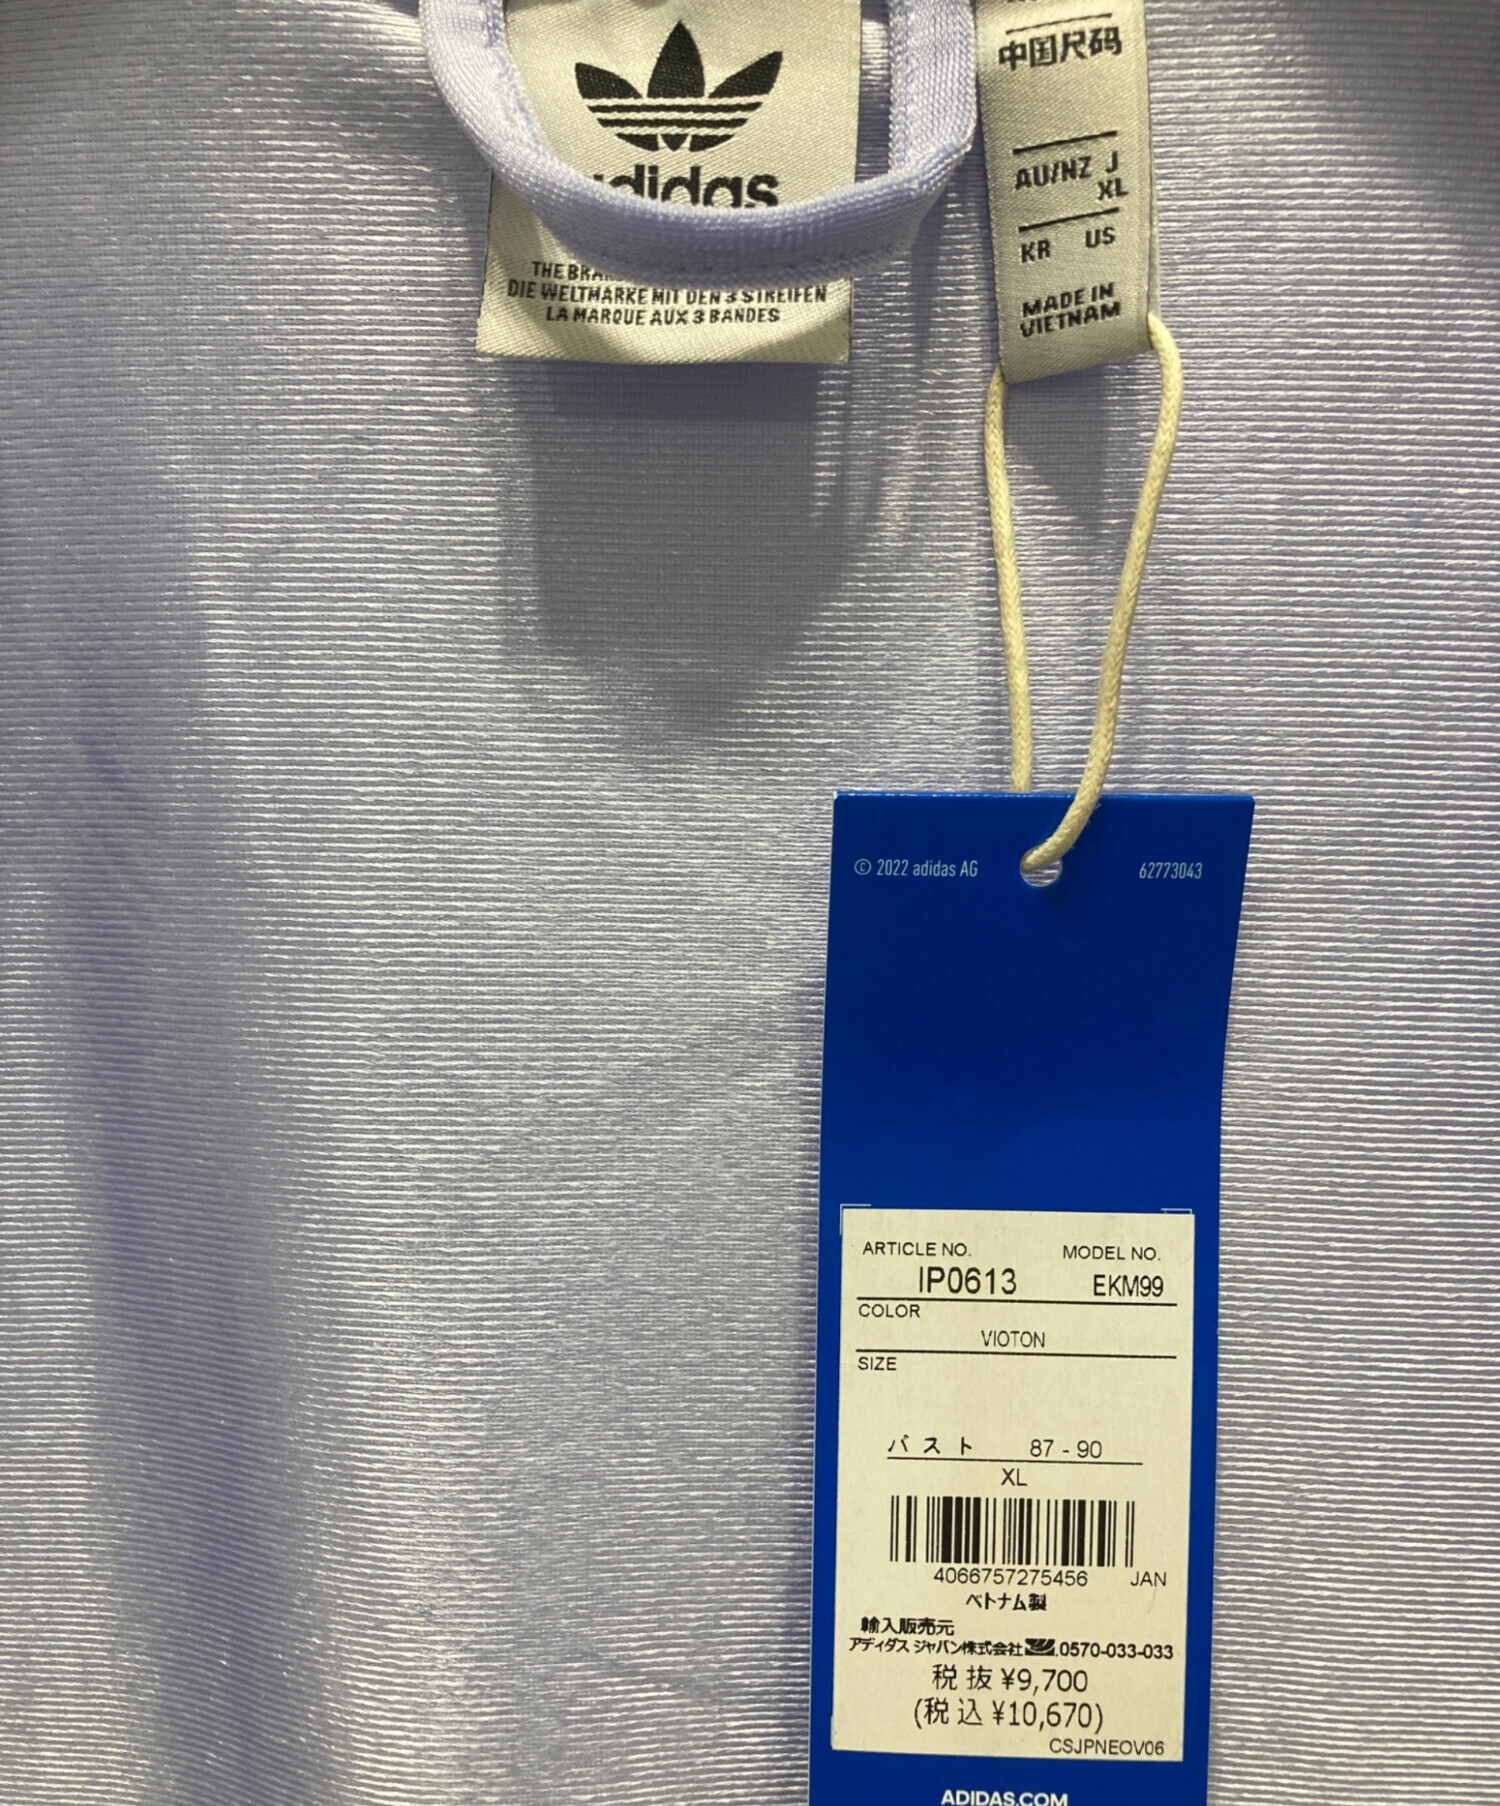 adidas
THE BRA
DIE WELTMARKE MIT DEN 3 STREIFEN
LA MARQUE AUX 3 BANDES
中国尺码
AU/NZ J
XL
KR US
MADE IN
VIETNAM
© 2022 adidas AG 62773043
ARTICLE NO. MODEL NO.
IP0613 EKM99
COLOR
VIOTON
SIZE
バスト 87 - 90
XL
4066757275456 JAN
ベトナム製
輸入販売元
アディダス ジャパン株式会社 0570-033-033
税抜 ¥9,700
(税込 ¥10,670)
CSJPNEOV06
ADIDAS.COM